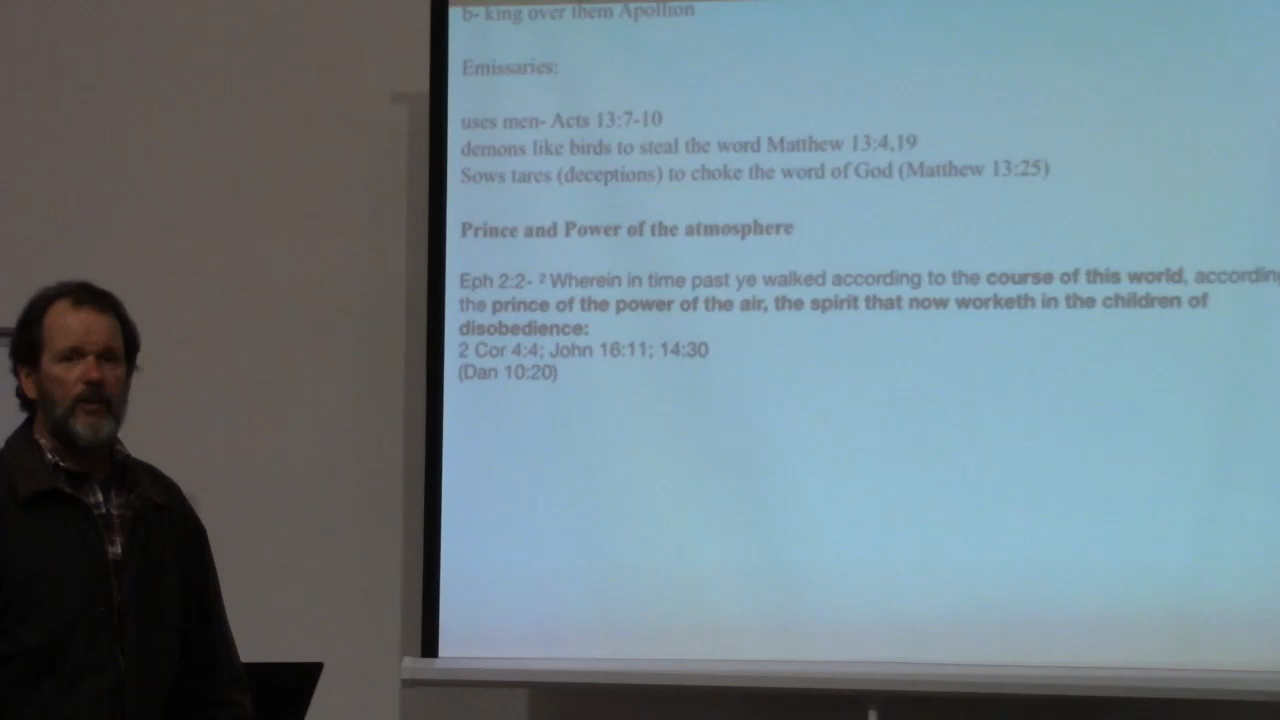 b- king over them Apollion
Emissaries:
uses men- Acts 13:7-10
demons like birds to steal the word Matthew 13:4,19
Sows tares (deceptions) to choke the word of God (Matthew 13:25)
Prince and Power of the atmosphere
Eph 2:2- ² Wherein in time past ye walked according to the course of this world, according
the prince of the power of the air, the spirit that now worketh in the children of
disobedience:
2 Cor 4:4; John 16:11; 14:30
(Dan 10:20)